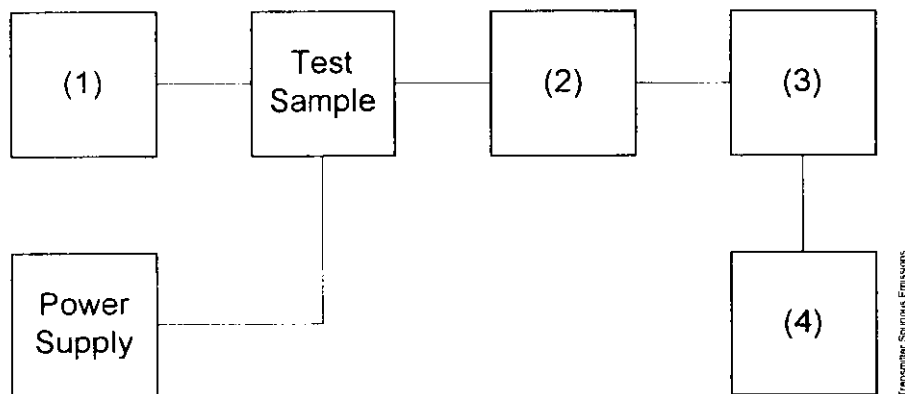 (1)
Test
Sample
(2)
(3)
Power
Supply
(4)
Transmitter Spurious Emissions